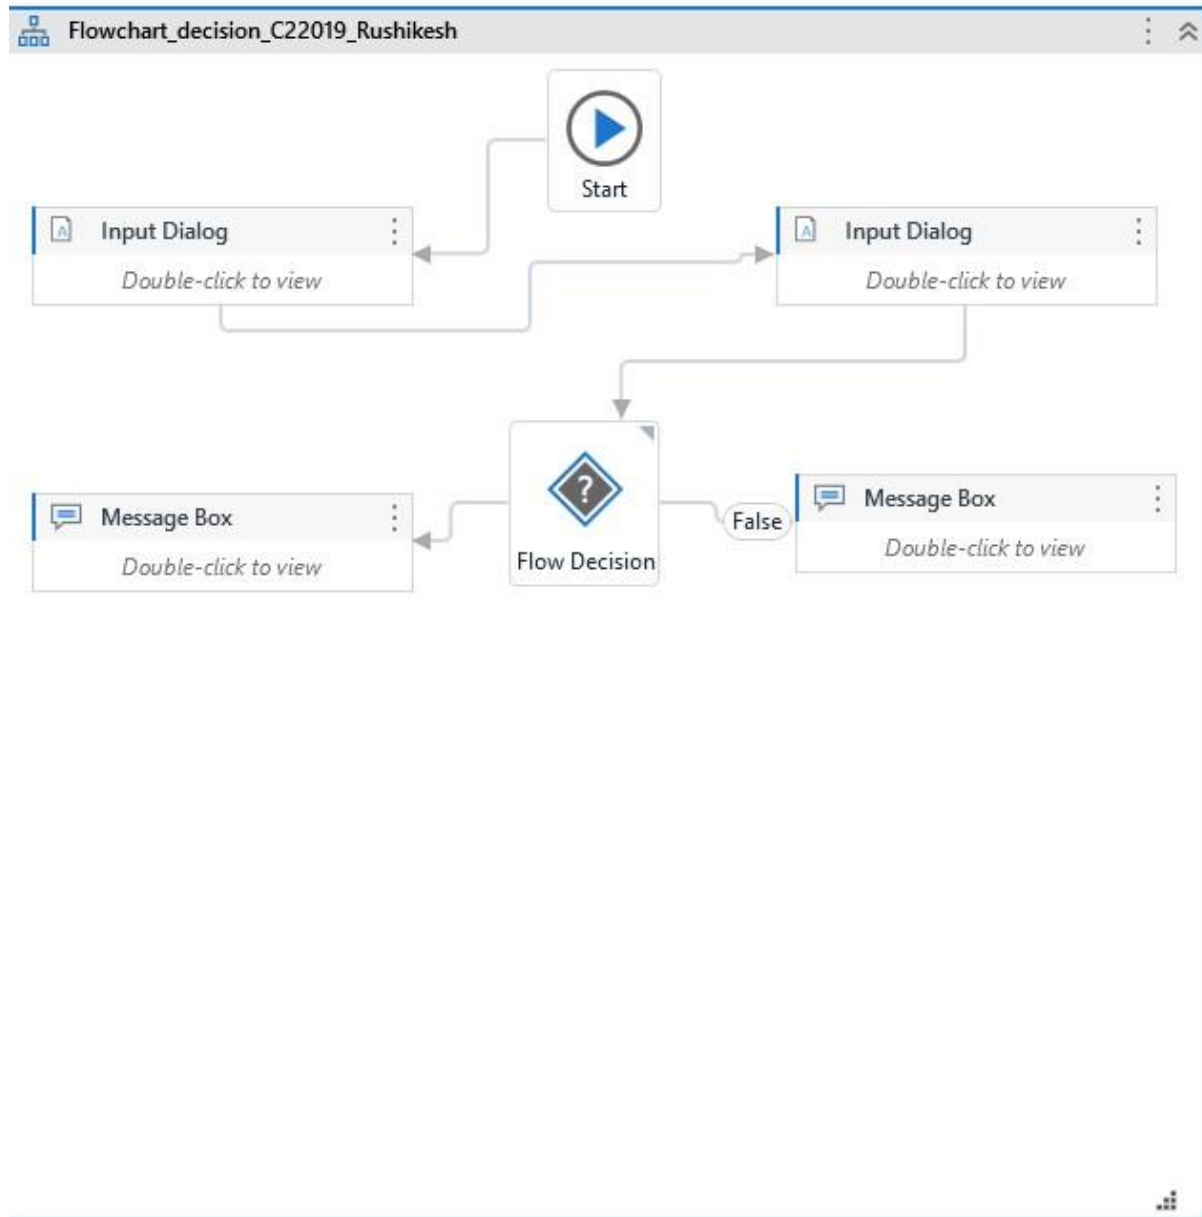 Flowchart_decision_C22019_Rushikesh
Start
Input Dialog
Double-click to view
Input Dialog
Double-click to view
Flow Decision
?
False
Message Box
Double-click to view
Message Box
Double-click to view